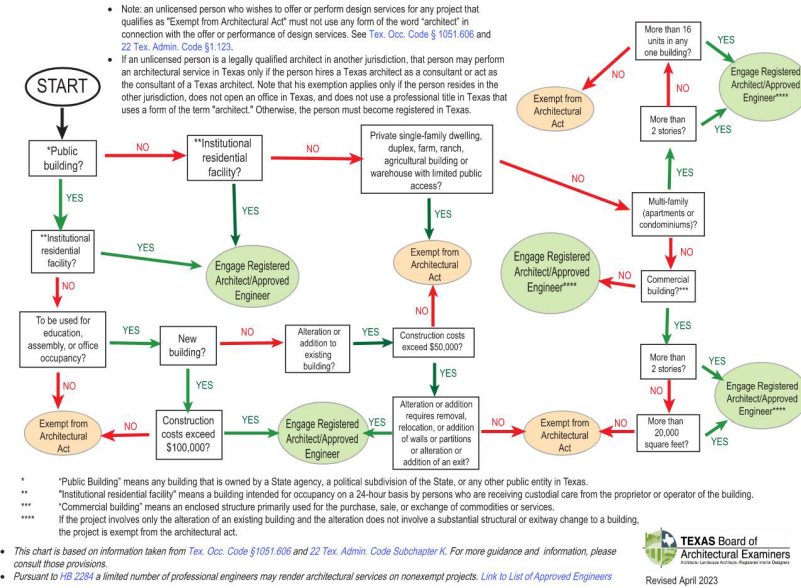 • Note: an unlicensed person who wishes to offer or perform design services for any project that
qualifies as "Exempt from Architectural Act" must not use any form of the word "architect" in
connection with the offer or performance of design services. See Tex. Occ. Code § 1051.606 and
22 Tex. Admin. Code §1.123.
• If an unlicensed person is a legally qualified architect in another jurisdiction, that person may perform
an architectural service in Texas only if the person hires a Texas architect as a consultant or act as
the consultant of a Texas architect. Note that his exemption applies only if the person resides in the
other jurisdiction, does not open an office in Texas, and does not use a professional title in Texas that
uses a form of the term "architect." Otherwise, the person must become registered in Texas.
START
*Public
building?
NO
YES
**Institutional
residential
facility?
NO
YES
Private single-family dwelling,
duplex, farm, ranch,
agricultural building or
warehouse with limited public
access?
NO
YES
Exempt from
Architectural
Act
More than 16
units in any
one building?
YES
NO
Engage Registered
Architect/Approved
Engineer****
Exempt from
Architectural
Act
NO
More than
2 stories?
YES
YES
Multi-family
(apartments or
condominiums)?
NO
**Institutional
residential
facility?
YES
NO
Engage Registered
Architect/Approved
Engineer
Engage Registered
Architect/Approved
Engineer****
NO
Commercial
building?***
YES
To be used for
education,
assembly, or office
occupancy?
YES
NO
New
building?
NO
YES
Alteration or
addition to
existing
building?
YES
Construction costs
exceed $50,000?
NO
YES
More than
2 stories?
YES
NO
Engage Registered
Architect/Approved
Engineer****
Exempt from
Architectural
Act
NO
Construction
costs exceed
$100,000?
YES
Engage Registered
Architect/Approved
Engineer
YES
Alteration or addition
requires removal,
relocation, or addition
of walls or partitions
or alteration or
addition of an exit?
NO
Exempt from
Architectural
Act
NO
More than
20,000
square feet?
YES
* "Public Building" means any building that is owned by a State agency, a political subdivision of the State, or any other public entity in Texas.
** "Institutional residential facility" means a building intended for occupancy on a 24-hour basis by persons who are receiving custodial care from the proprietor or operator of the building.
*** "Commercial building" means an enclosed structure primarily used for the purchase, sale, or exchange of commodities or services.
**** If the project involves only the alteration of an existing building and the alteration does not involve a substantial structural or exitway change to a building,
the project is exempt from the architectural act.
• This chart is based on information taken from Tex. Occ. Code §1051.606 and 22 Tex. Admin. Code Subchapter K. For more guidance and information, please
consult those provisions.
• Pursuant to HB 2284 a limited number of professional engineers may render architectural services on nonexempt projects. Link to List of Approved Engineers
TEXAS Board of
Architectural Examiners
Architects • Landscape Architects • Registered Interior Designers
Revised April 2023